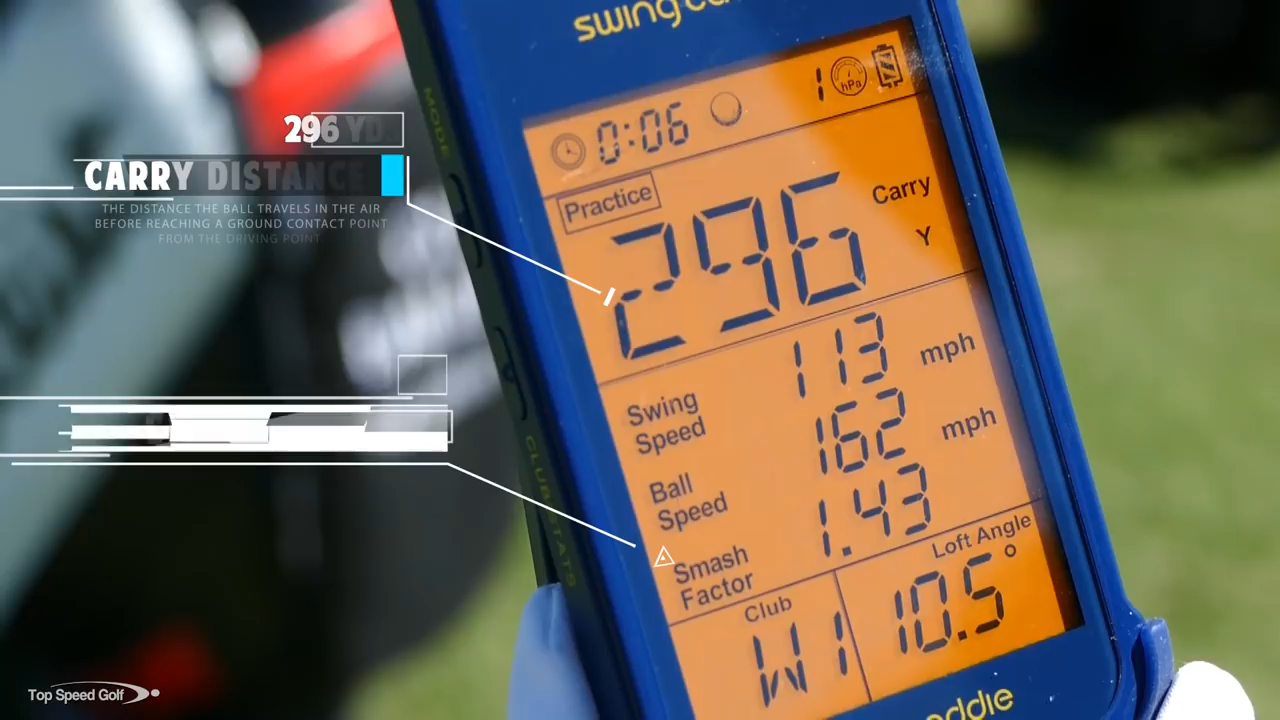 swing
1 hPa
0:06
296 YD
CARRY DISTANCE
THE DISTANCE THE BALL TRAVELS IN THE AIR
BEFORE REACHING A GROUND CONTACT POINT
FROM THE DRIVING POINT
MODE
Practice
296
Carry
Y
Swing Speed 113 mph
Ball Speed 162 mph
Smash Factor 1.43
CLUB STATS
Club
W1
Loft Angle
10.5°
Top Speed Golf